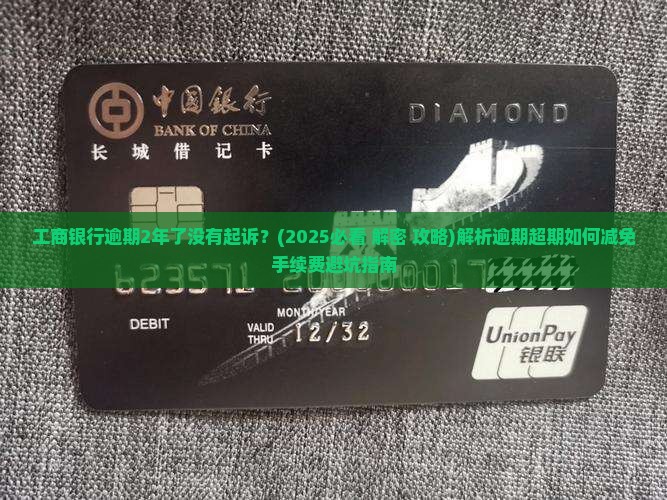 中国银行
BANK OF CHINA
长城借记卡
DIAMOND
工商银行逾期2年了没有起诉？(2025必看 解密 攻略)解析逾期超期如何减免
手续费避坑指南
DEBIT
MONTH/YEAR
VALID
THRU
12/32
UnionPay
银联